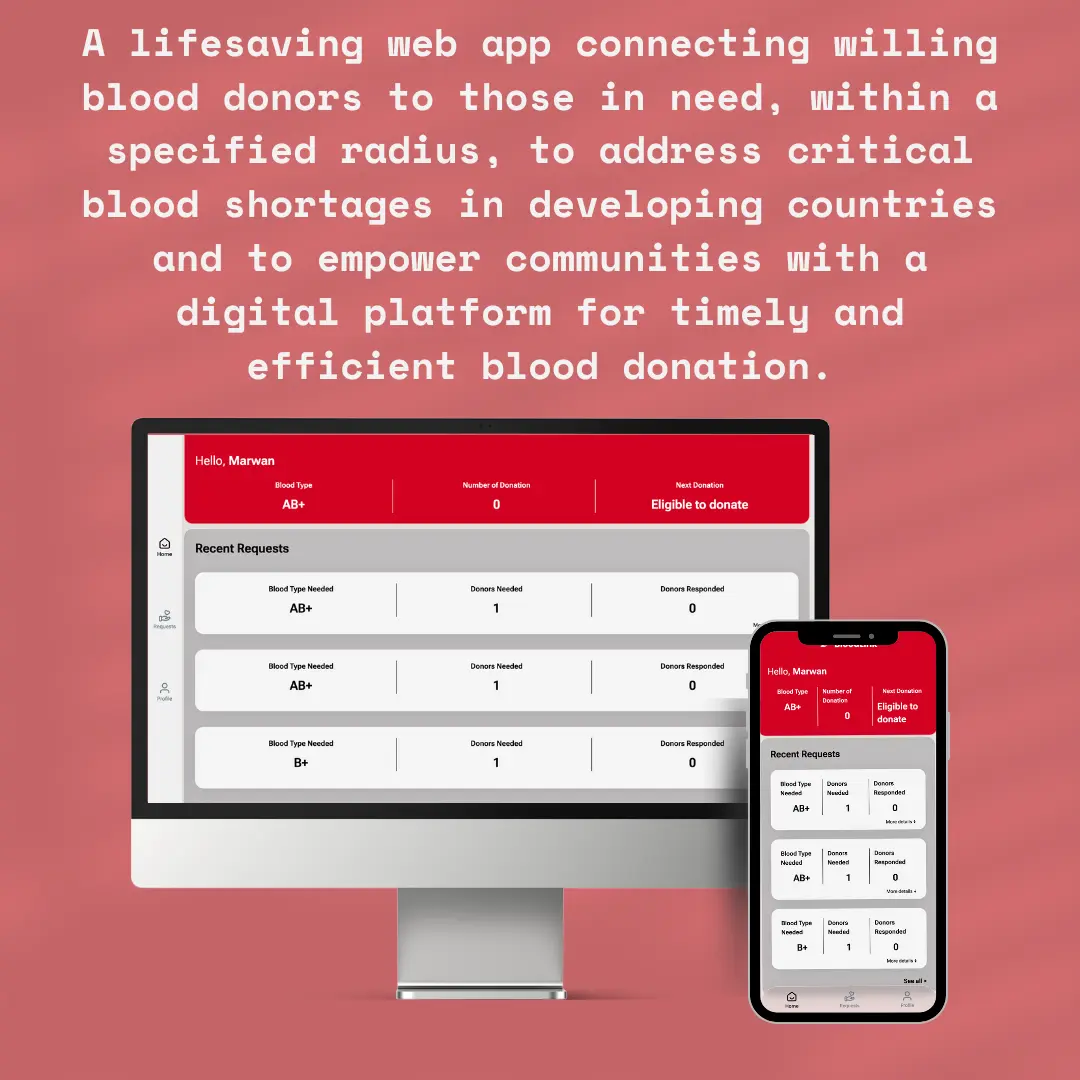 A lifesaving web app connecting willing
blood donors to those in need, within a
specified radius, to address critical
blood shortages in developing countries
and to empower communities with a
digital platform for timely and
efficient blood donation.
Hello, Marwan
Blood Type Number of Donation Next Donation
AB+ 0 Eligible to donate
Home
Requests
Profile
Recent Requests
Blood Type Needed Donors Needed Donors Responded
AB+ 1 0
Blood Type Needed Donors Needed Donors Responded
AB+ 1 0
Blood Type Needed Donors Needed Donors Responded
B+ 1 0
Hello, Marwan
Blood Type
AB+
Number of
Donation
0
Next Donation
Eligible to
donate
Recent Requests
Blood Type
Needed
AB+
Donors
Needed
1
Donors
Responded
0
More details
Blood Type
Needed
AB+
Donors
Needed
1
Donors
Responded
0
More details
Blood Type
Needed
B+
Donors
Needed
1
Donors
Responded
0
More details
See all
Home Requests Profile